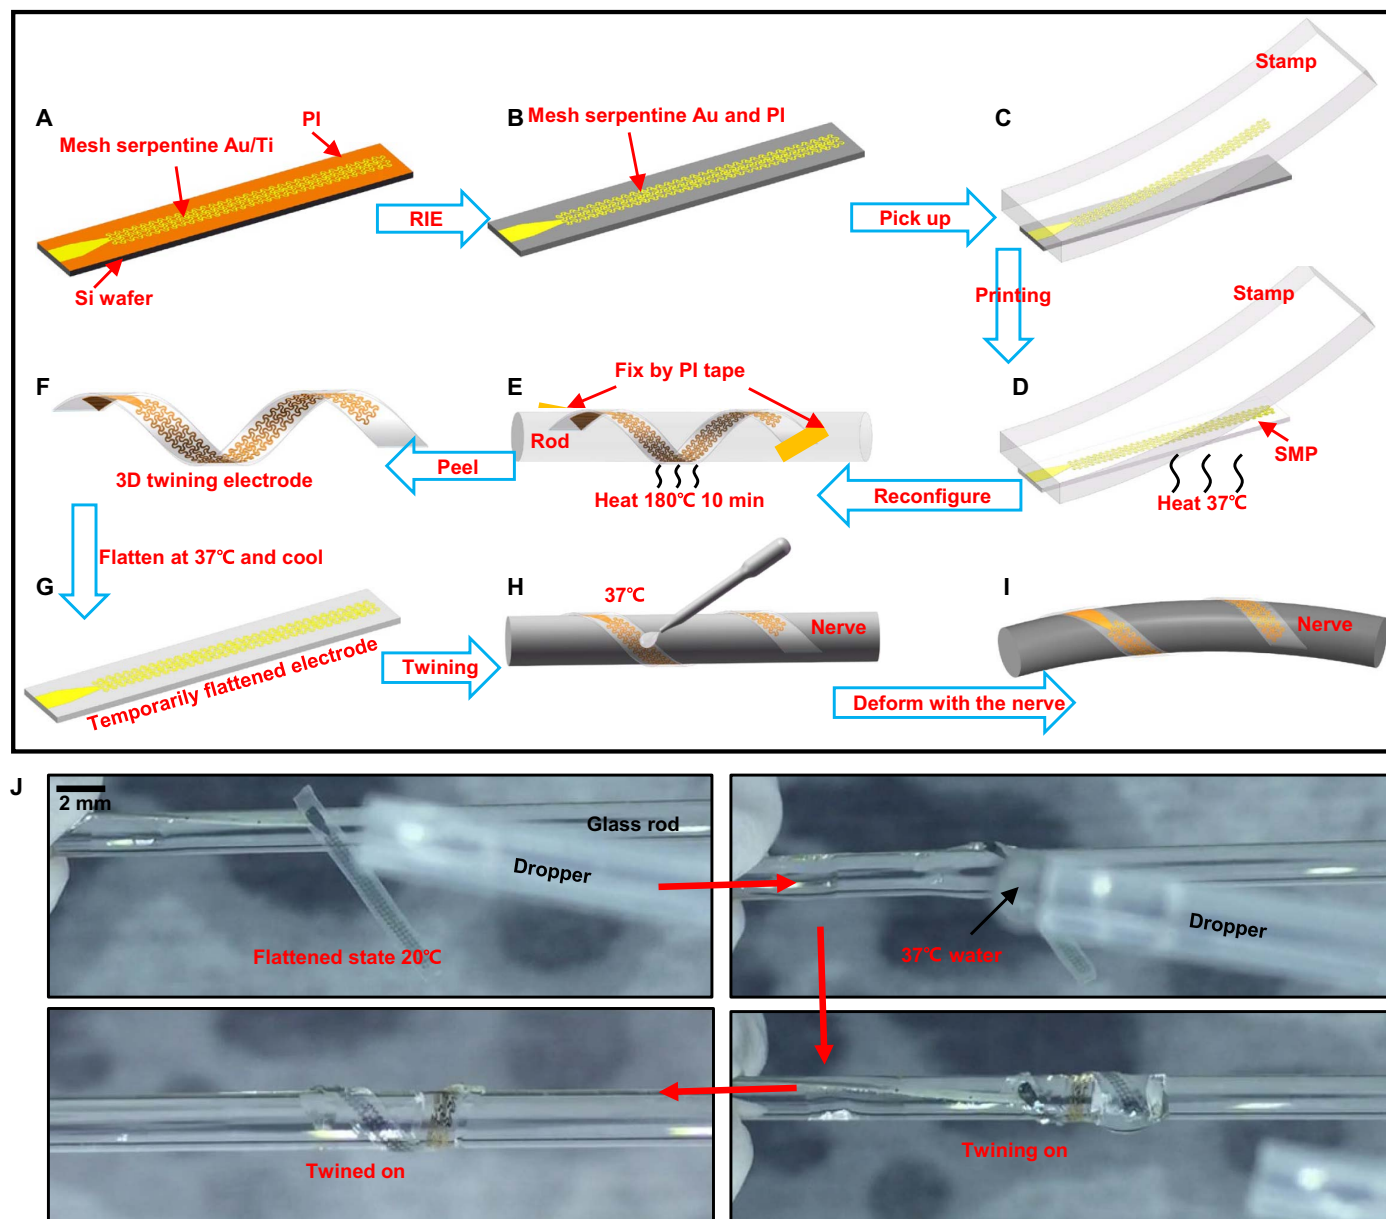 A
PI
Mesh serpentine Au/Ti
Si wafer
RIE
B
Mesh serpentine Au and PI
Pick up
C
Stamp
Printing
D
Stamp
SMP
Heat 37℃
Reconfigure
E
Fix by PI tape
Rod
Heat 180℃ 10 min
Peel
F
3D twining electrode
Flatten at 37℃ and cool
G
Temporarily flattened electrode
Twining
H
37℃
Nerve
Deform with the nerve
I
Nerve
J
2 mm
Glass rod
Dropper
Flattened state 20℃
Dropper
37℃ water
Twining on
Twined on